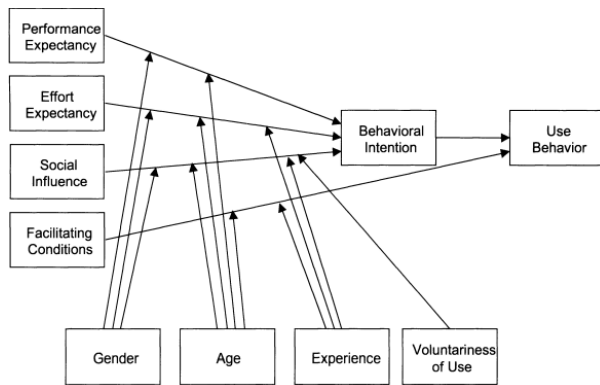 Performance
Expectancy
Effort
Expectancy
Social
Influence
Facilitating
Conditions
Behavioral
Intention
Use
Behavior
Gender
Age
Experience
Voluntariness
of Use